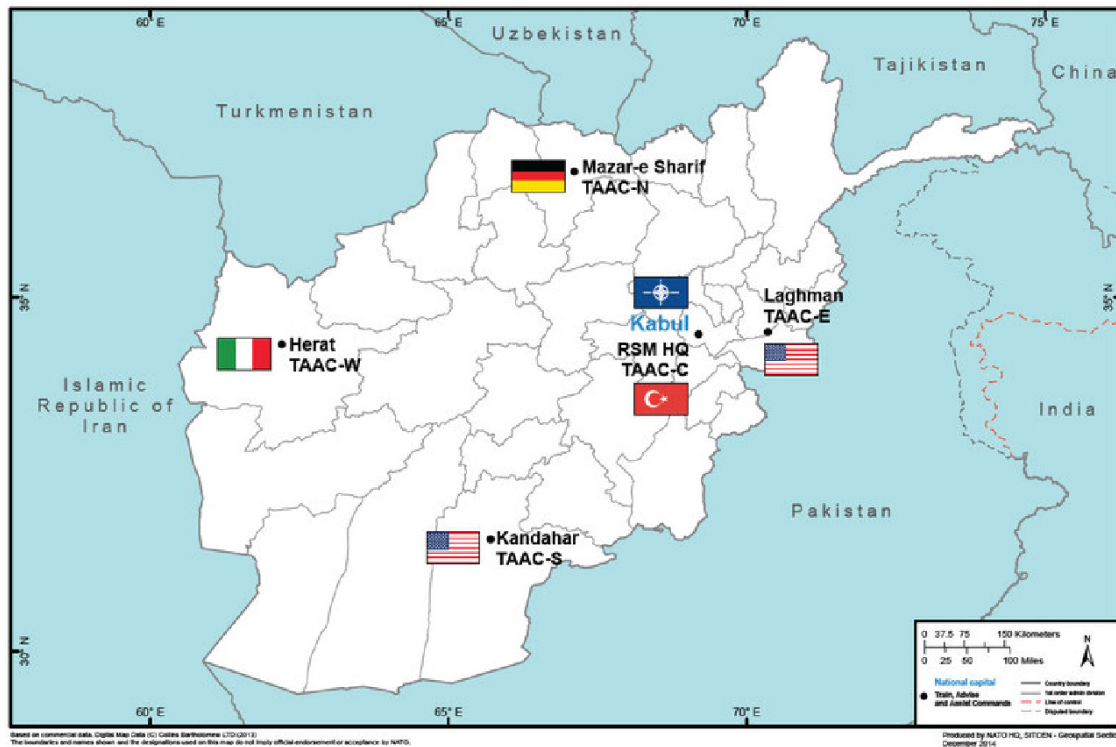 60° E
65° E
70° E
75° E
Uzbekistan
Tajikistan
China
Turkmenistan
Mazar-e Sharif
TAAC-N
35° N
35° N
Laghman
TAAC-E
Kabul
RSM HQ
TAAC-C
Herat
TAAC-W
Islamic
Republic of
Iran
India
Pakistan
Kandahar
TAAC-S
30° N
0 37.5 75 150 Kilometers
0 25 50 100 Miles
N
National capital
Train, Advise
and Assist Commands
Country boundary
1st order admin division
Line of control
Disputed boundary
60° E
65° E
70° E
Based on commercial data. Digital Map Data (C) Collins Bartholomew LTD (2013)
The boundaries and names shown and the designations used on this map do not imply official endorsement or acceptance by NATO.
Produced by NATO HQ, SITCEN - Geospatial Sect
December 2014